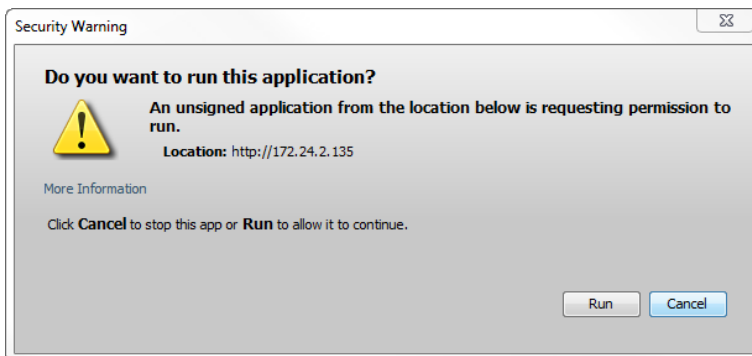 Security Warning
Do you want to run this application?
An unsigned application from the location below is requesting permission to
run.
Location: http://172.24.2.135
More Information
Click Cancel to stop this app or Run to allow it to continue.
Run Cancel